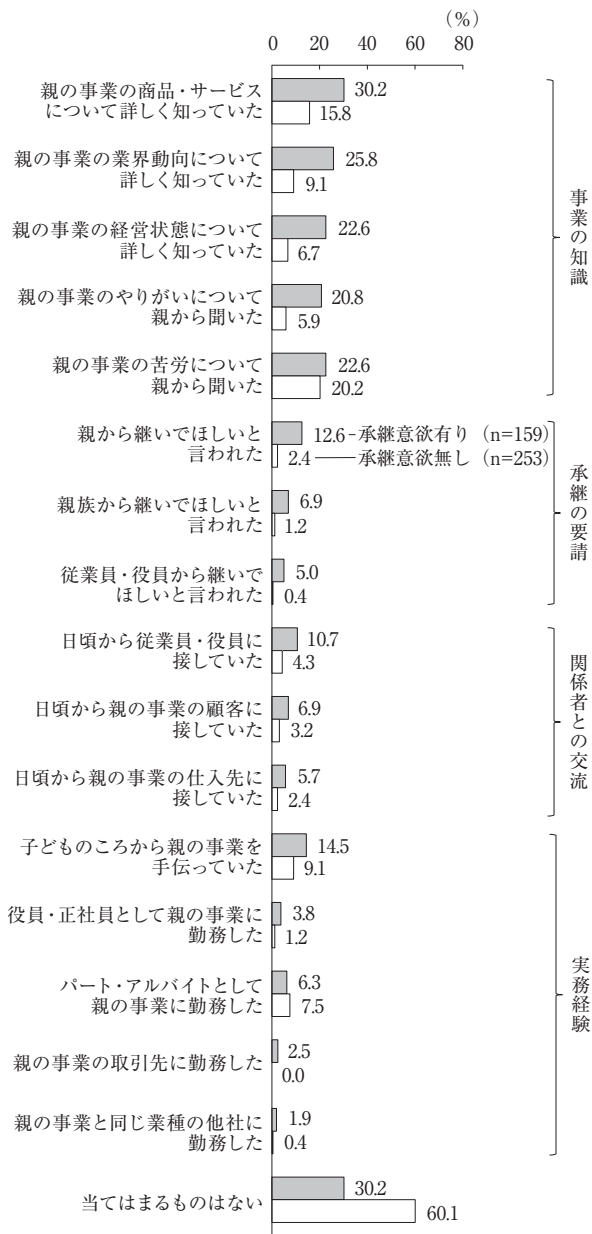 （%）
0 20 40 60 80
親の事業の商品・サービス
について詳しく知っていた
30.2
15.8
親の事業の業界動向について
詳しく知っていた
25.8
9.1
親の事業の経営状態について
詳しく知っていた
22.6
6.7
親の事業のやりがいについて
親から聞いた
20.8
5.9
親の事業の苦労について
親から聞いた
22.6
20.2
事業の知識
親から継いでほしいと
言われた
12.6 承継意欲有り（n=159）
2.4 承継意欲無し（n=253）
親族から継いでほしいと
言われた
6.9
1.2
従業員・役員から継いで
ほしいと言われた
5.0
0.4
承継の要請
日頃から従業員・役員に
接していた
10.7
4.3
日頃から親の事業の顧客に
接していた
6.9
3.2
日頃から親の事業の仕入先に
接していた
5.7
2.4
関係者との交流
子どものころから親の事業を
手伝っていた
14.5
9.1
役員・正社員として親の事業に
勤務した
3.8
1.2
パート・アルバイトとして
親の事業に勤務した
6.3
7.5
親の事業の取引先に勤務した
2.5
0.0
親の事業と同じ業種の他社に
勤務した
1.9
0.4
実務経験
当てはまるものはない
30.2
60.1